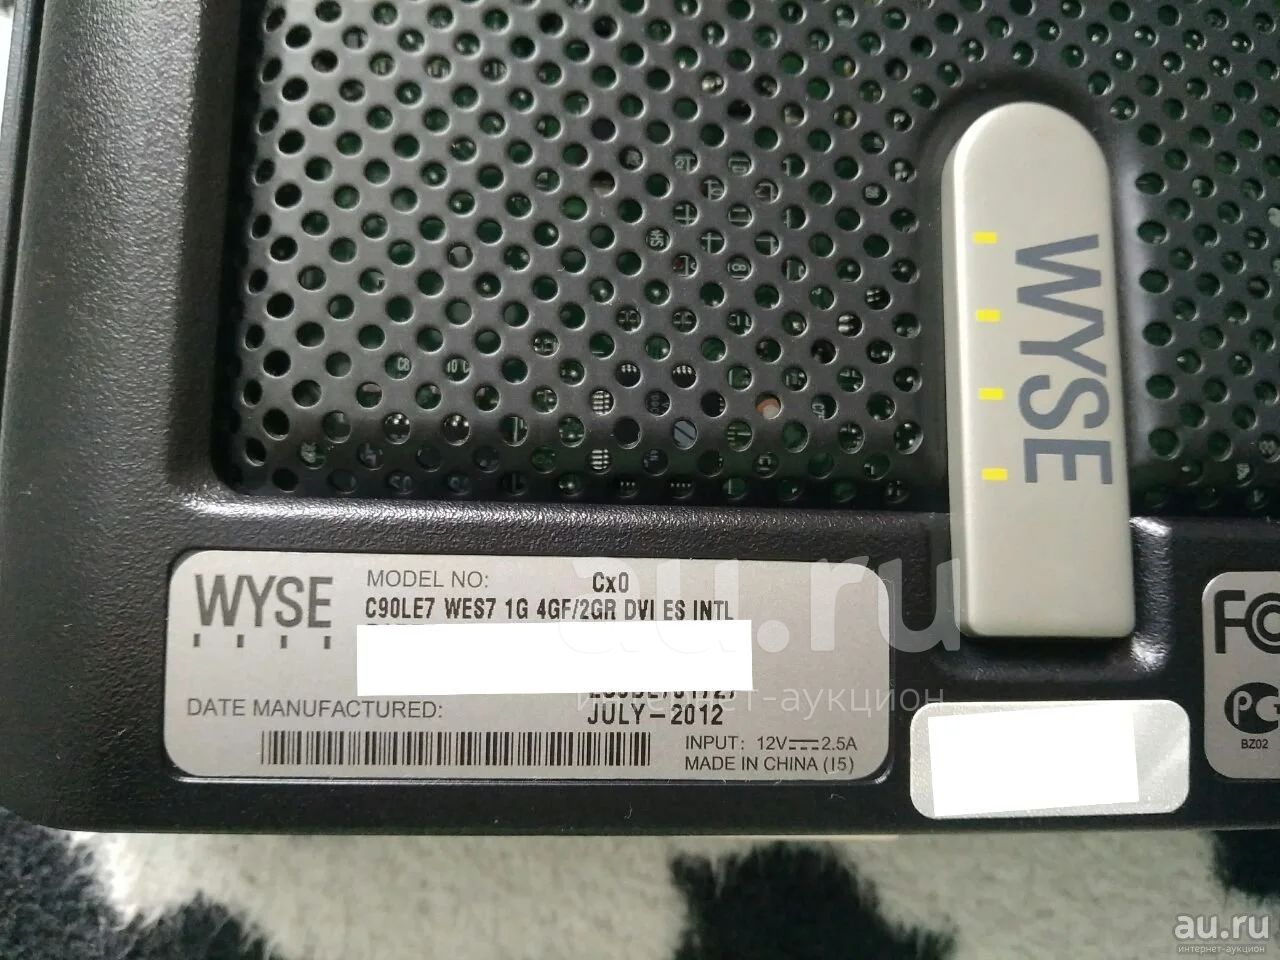 WYSE
WYSE
MODEL NO: Cx0
C90LE7 WES7 1G 4GF/2GR DVI ES INTL
DATE MANUFACTURED:
JULY-2012
INPUT: 12V 2.5A
MADE IN CHINA (I5)
FC
PG
BZ02
au.ru
интернет-аукцион
au.ru
интернет-аукцион